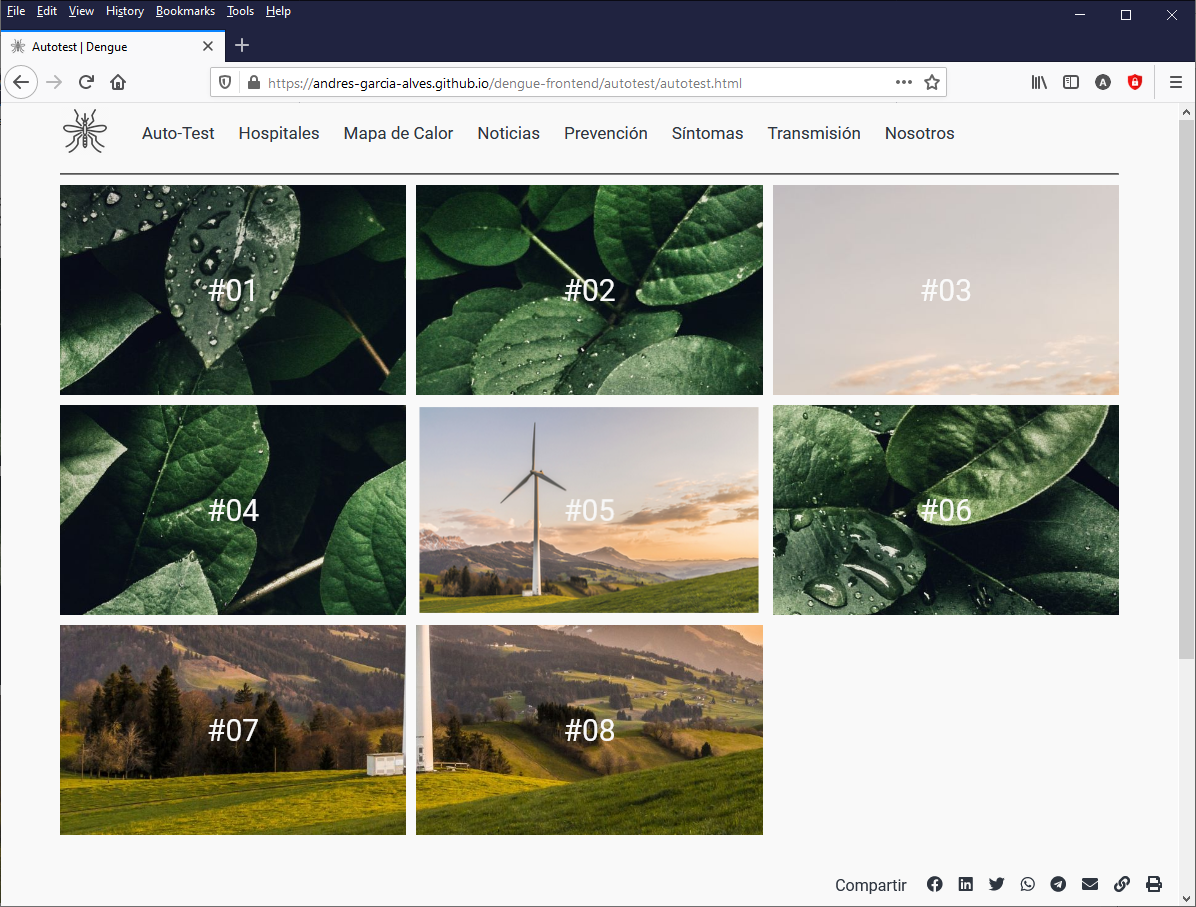 File Edit View History Bookmarks Tools Help
Autotest | Dengue
https://andres-garcia-alves.github.io/dengue-frontend/autotest/autotest.html
A
Auto-Test Hospitales Mapa de Calor Noticias Prevención Síntomas Transmisión Nosotros
#01 #02 #03
#04 #05 #06
#07 #08
Compartir